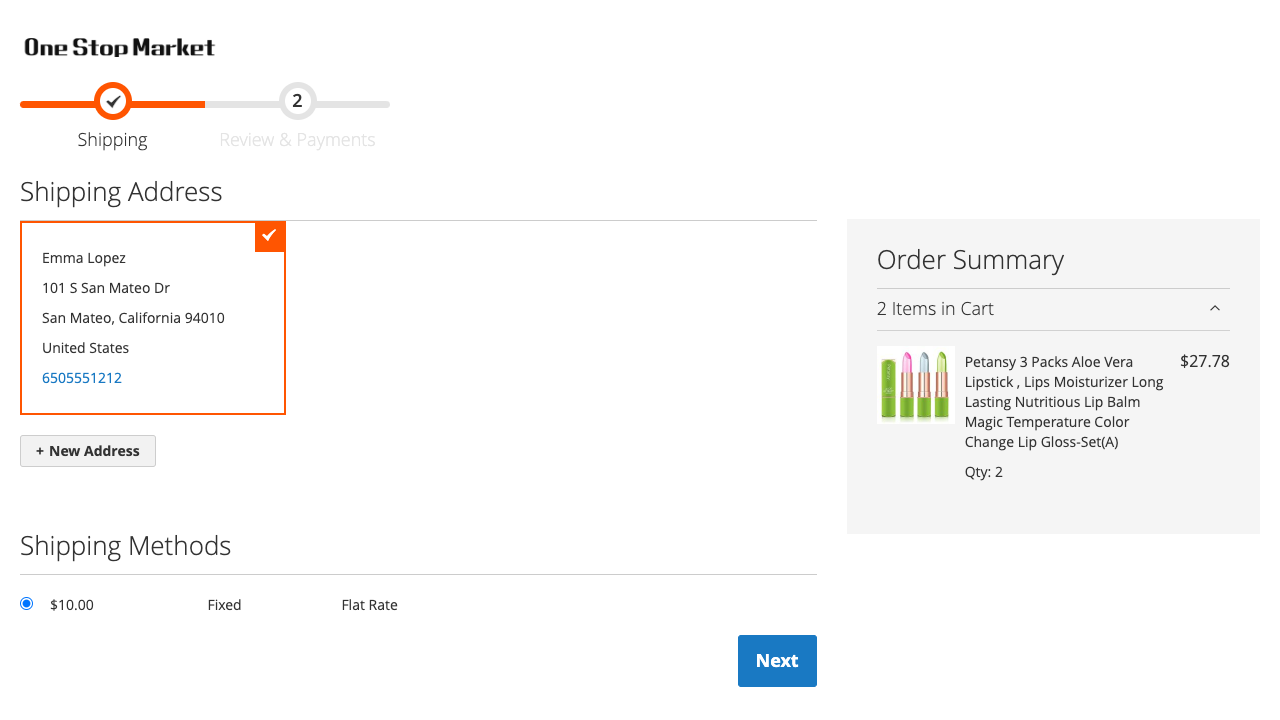 One Stop Market
2
Shipping
Review & Payments
Shipping Address
Emma Lopez
101 S San Mateo Dr
San Mateo, California 94010
United States
6505551212
+ New Address
Shipping Methods
$10.00 Fixed Flat Rate
Next
Order Summary
2 Items in Cart
Petansy 3 Packs Aloe Vera $27.78
Lipstick , Lips Moisturizer Long
Lasting Nutritious Lip Balm
Magic Temperature Color
Change Lip Gloss-Set(A)
Qty: 2